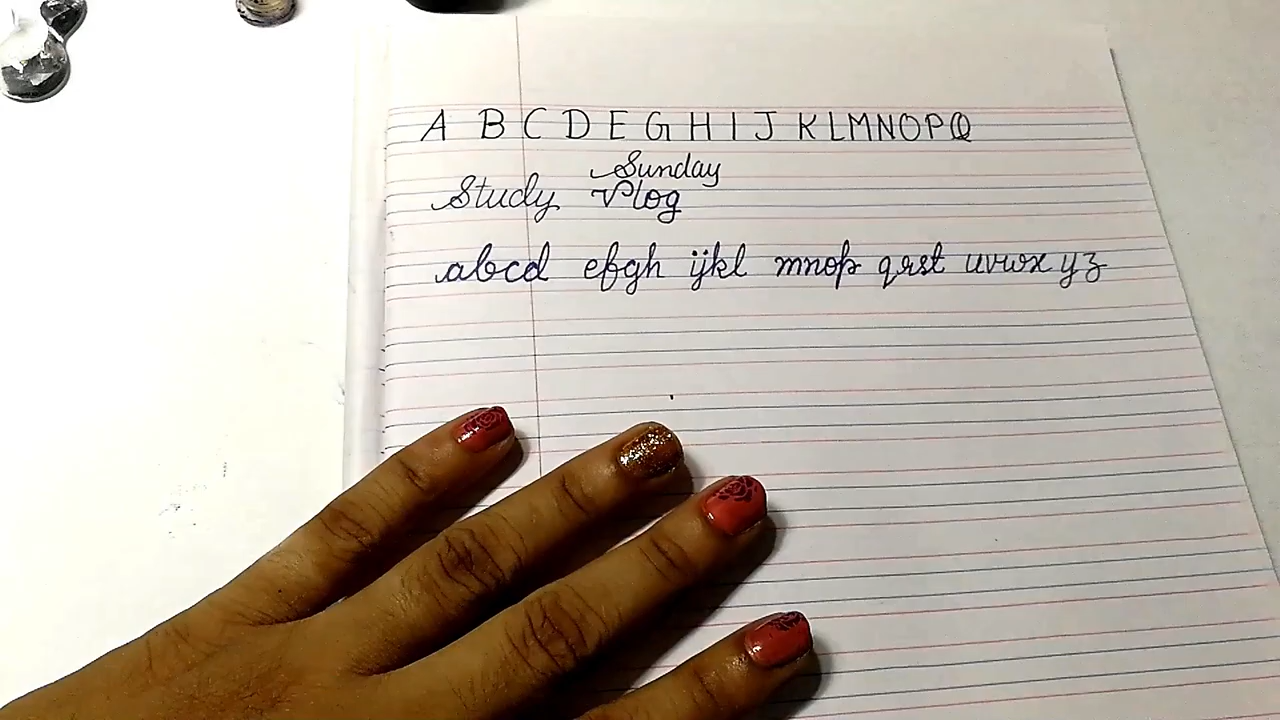 A B C D E G H I J K L M N O P Q
Sunday
Study Vlog
abcd efgh ijkl mnop qrst uvwx yz